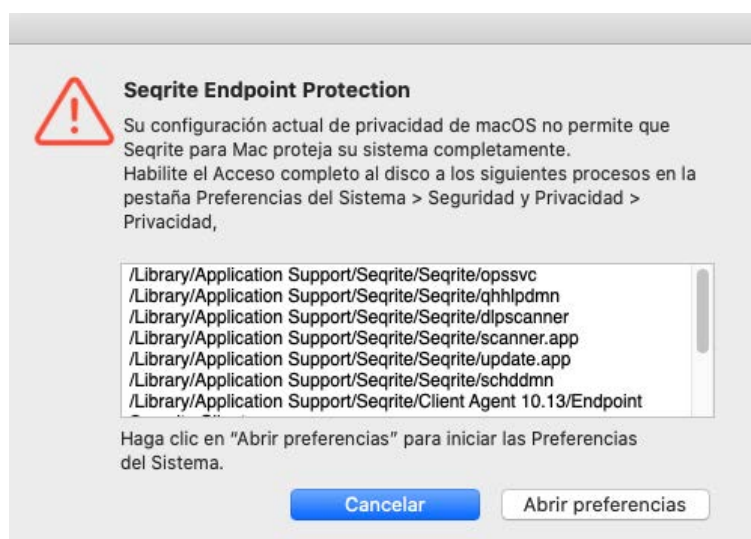 Seqrite Endpoint Protection
Su configuración actual de privacidad de macOS no permite que
Seqrite para Mac proteja su sistema completamente.
Habilite el Acceso completo al disco a los siguientes procesos en la
pestaña Preferencias del Sistema > Seguridad y Privacidad >
Privacidad,
/Library/Application Support/Seqrite/Seqrite/opssvc
/Library/Application Support/Seqrite/Seqrite/qhhlpdmn
/Library/Application Support/Seqrite/Seqrite/dlpscanner
/Library/Application Support/Seqrite/Seqrite/scanner.app
/Library/Application Support/Seqrite/Seqrite/update.app
/Library/Application Support/Seqrite/Seqrite/schddmn
/Library/Application Support/Seqrite/Client Agent 10.13/Endpoint
Haga clic en "Abrir preferencias" para iniciar las Preferencias
del Sistema.
Cancelar
Abrir preferencias